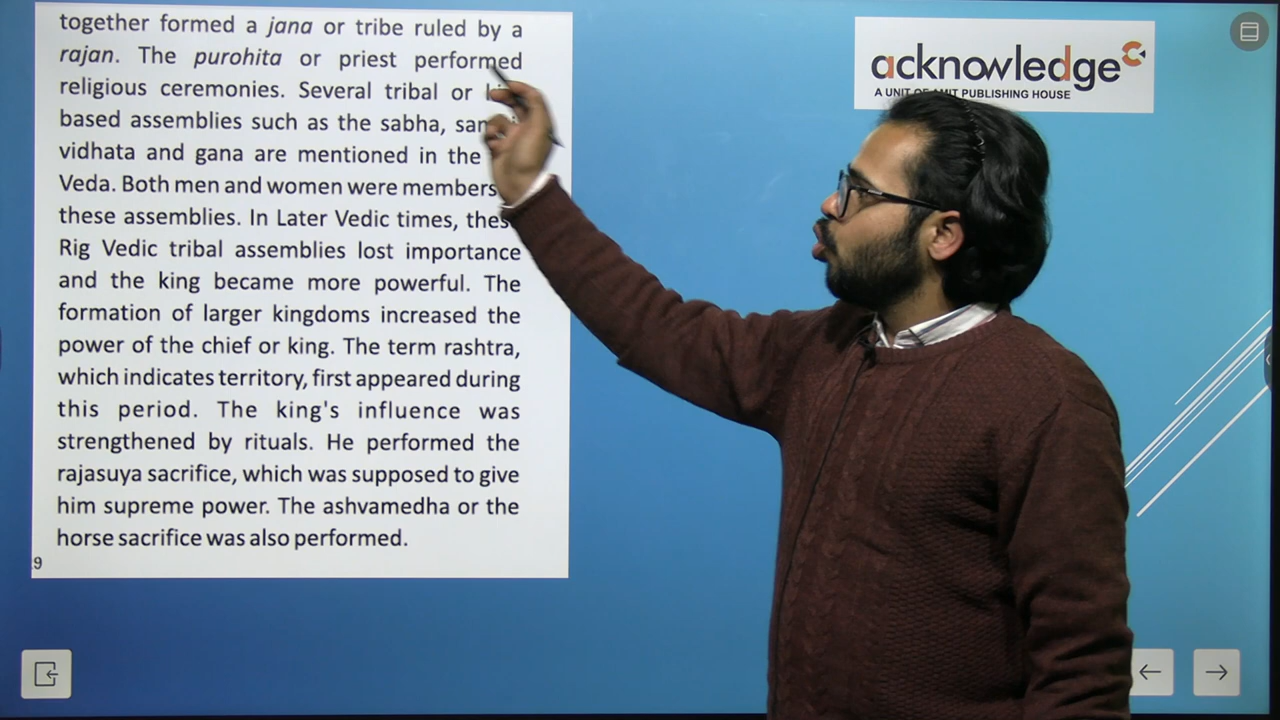 together formed a jana or tribe ruled by a
rajan. The purohita or priest performed
religious ceremonies. Several tribal or
based assemblies such as the sabha,
vidhata and gana are mentioned in the
Veda. Both men and women were members
these assemblies. In Later Vedic times, these
Rig Vedic tribal assemblies lost importance
and the king became more powerful. The
formation of larger kingdoms increased the
power of the chief or king. The term rashtra,
which indicates territory, first appeared during
this period. The king's influence was
strengthened by rituals. He performed the
rajasuya sacrifice, which was supposed to give
him supreme power. The ashvamedha or the
horse sacrifice was also performed.
9
acknowledge
A UNIT OF AMIT PUBLISHING HOUSE